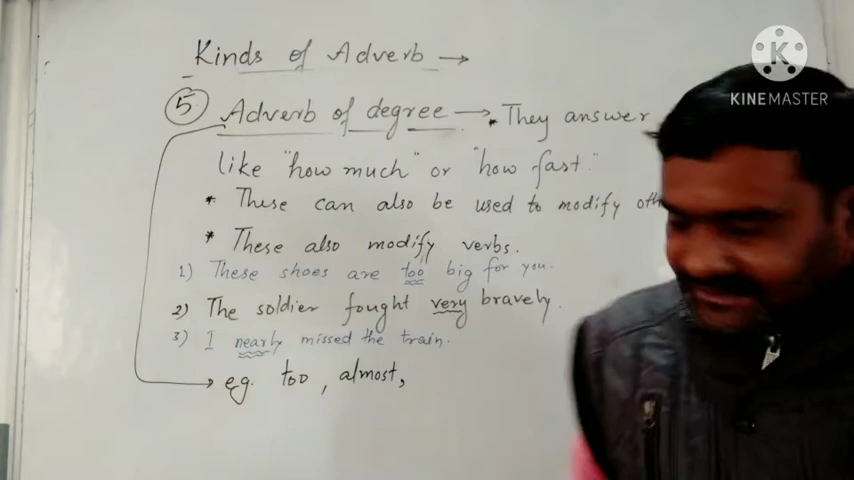 Kinds of Adverb →
5 Adverb of degree → * They answer
like "how much" or "how fast."
* These can also be used to modify
* These also modify verbs.
1) These shoes are too big for you.
2) The soldier fought very bravely.
3) I nearly missed the train.
→ eg. too, almost,
K
KINEMASTER